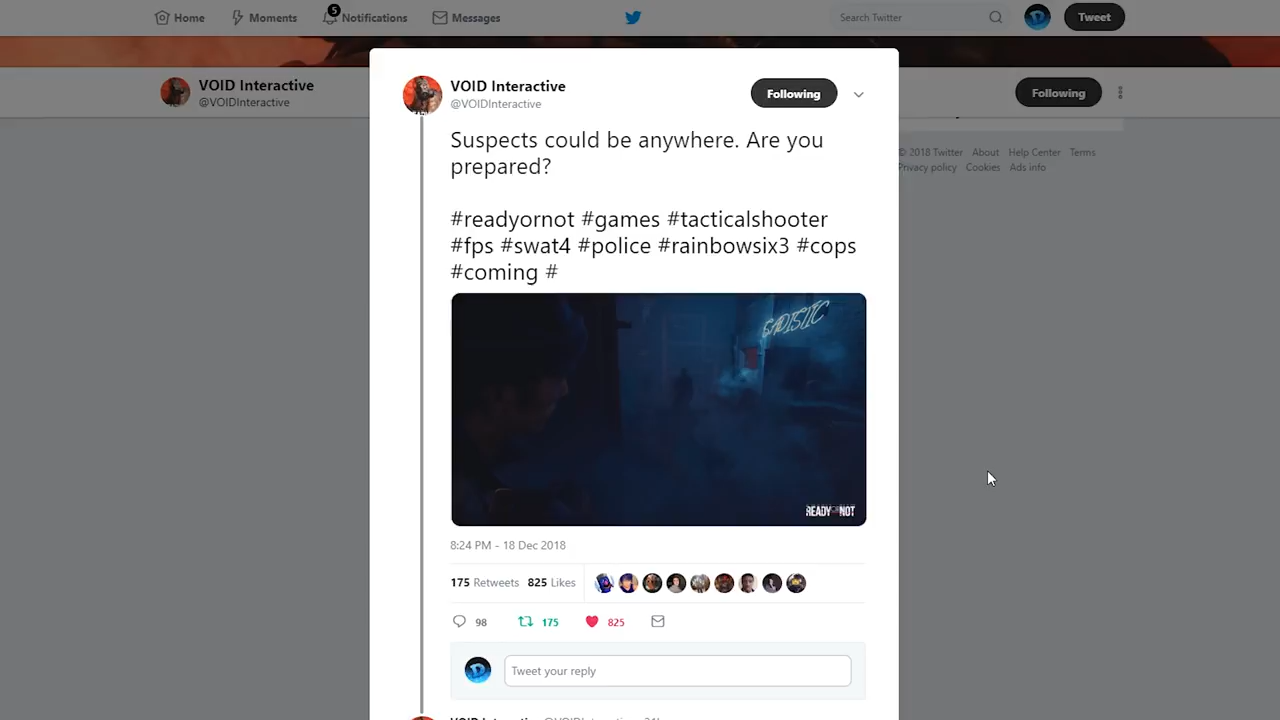 Home
Moments
5
Notifications
Messages
Search Twitter
Tweet
VOID Interactive
@VOIDInteractive
Following
VOID Interactive
@VOIDInteractive
Following
© 2018 Twitter About Help Center Terms
Privacy policy Cookies Ads info
Suspects could be anywhere. Are you
prepared?
#readyornot #games #tacticalshooter
#fps #swat4 #police #rainbowsix3 #cops
#coming #
SADISTIC
READY OR NOT
8:24 PM - 18 Dec 2018
175 Retweets 825 Likes
98 175 825
Tweet your reply